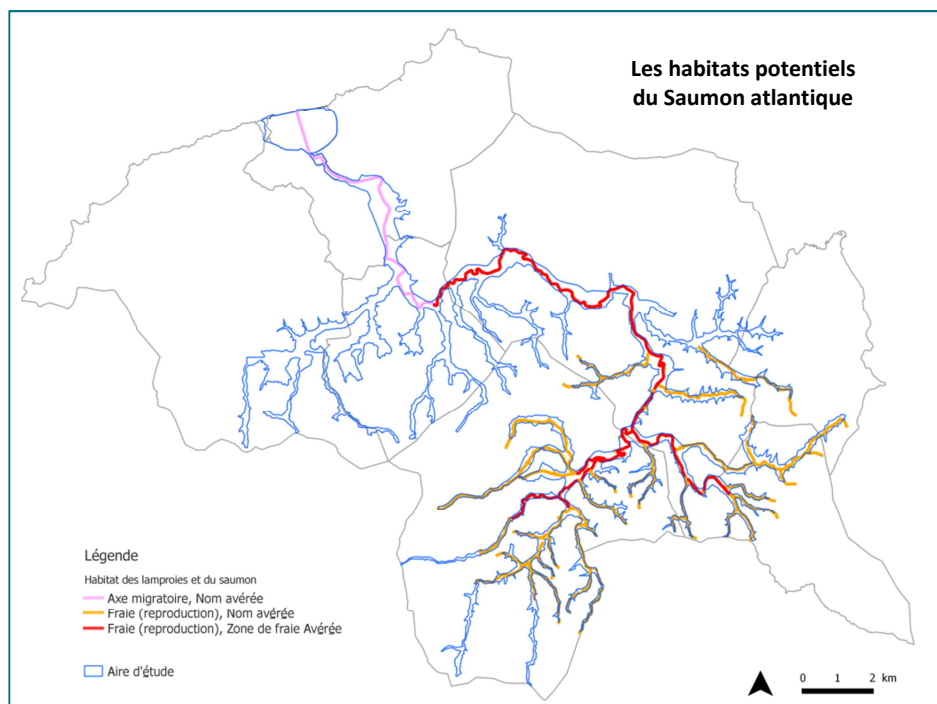 Les habitats potentiels
du Saumon atlantique
Légende
Habitat des lamproies et du saumon
Axe migratoire, Nom avérée
Fraie (reproduction), Nom avérée
Fraie (reproduction), Zone de fraie Avérée
Aire d'étude
0 1 2 km